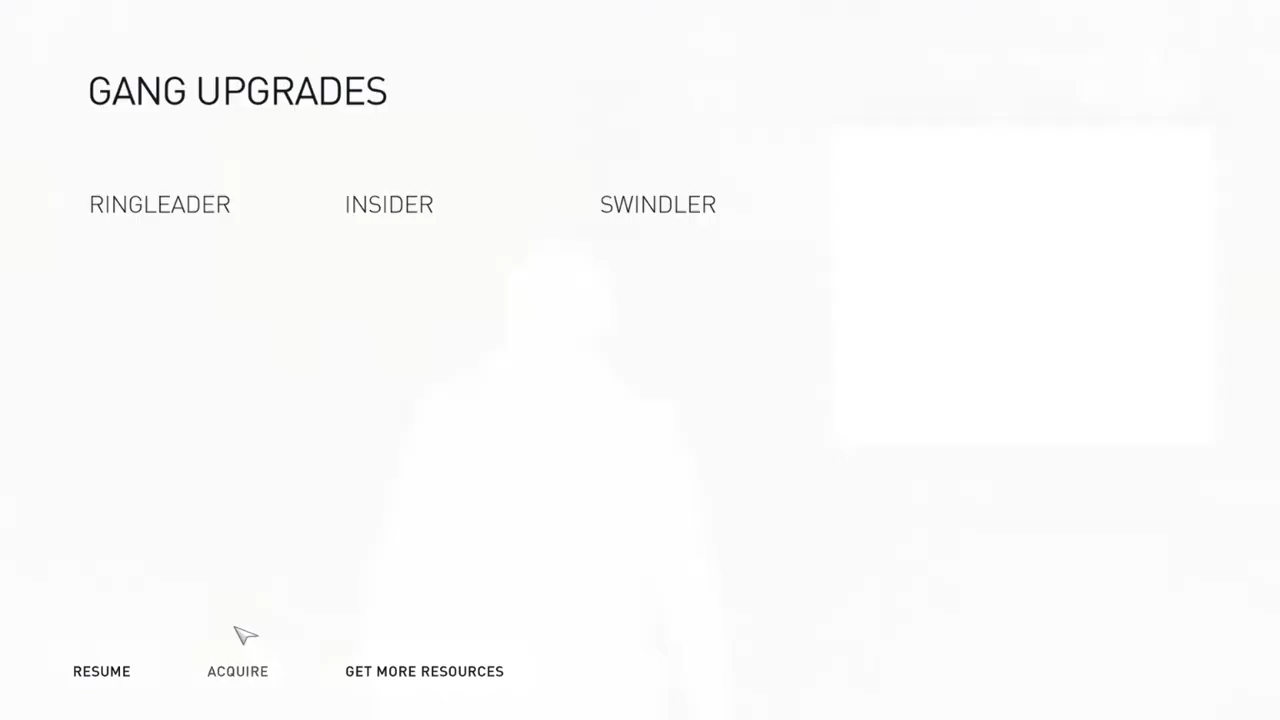 GANG UPGRADES
RINGLEADER INSIDER SWINDLER
RESUME ACQUIRE GET MORE RESOURCES